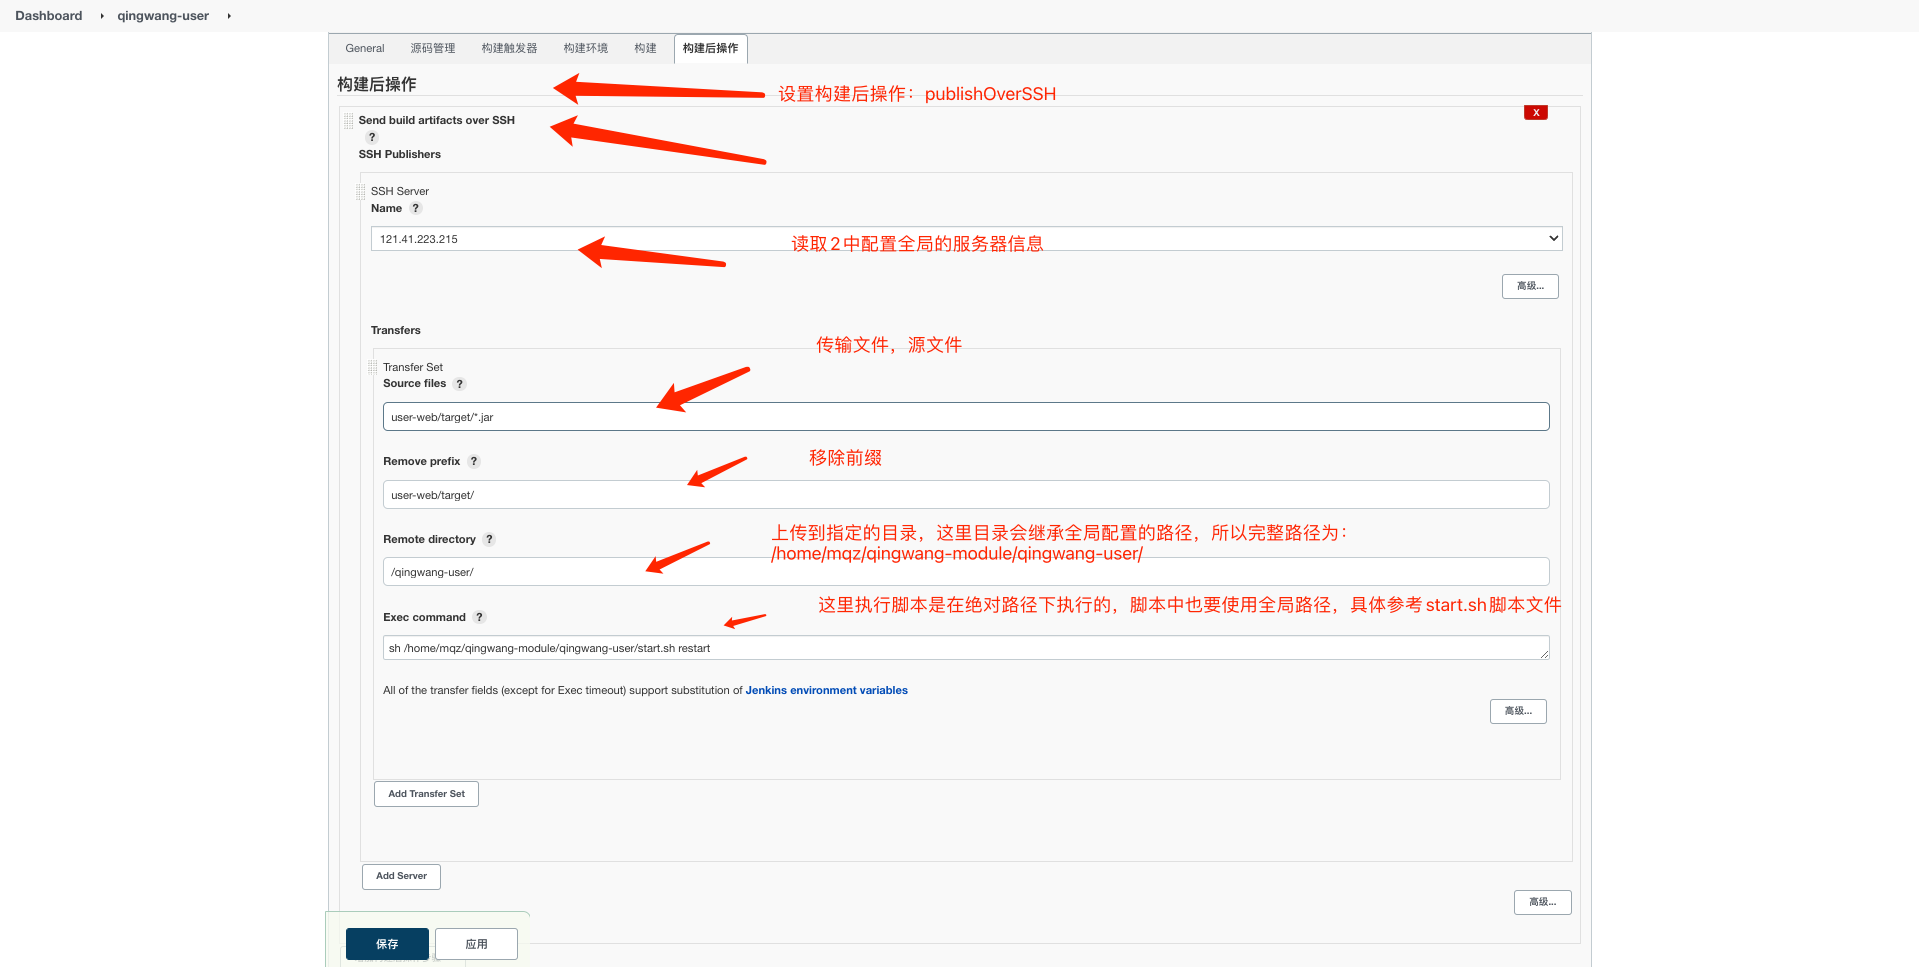 Dashboard
qingwang-user
General
源码管理
构建触发器
构建环境
构建
构建后操作
构建后操作
设置构建后操作：publishOverSSH
X
Send build artifacts over SSH
?
SSH Publishers
SSH Server
Name ?
121.41.223.215
读取2中配置全局的服务器信息
高级...
Transfers
传输文件，源文件
Transfer Set
Source files ?
user-web/target/*.jar
Remove prefix ?
移除前缀
user-web/target/
Remote directory ?
上传到指定的目录，这里目录会继承全局配置的路径，所以完整路径为：
/home/mqz/qingwang-module/qingwang-user/
/qingwang-user/
这里执行脚本是在绝对路径下执行的，脚本中也要使用全局路径，具体参考start.sh脚本文件
Exec command ?
sh /home/mqz/qingwang-module/qingwang-user/start.sh restart
All of the transfer fields (except for Exec timeout) support substitution of Jenkins environment variables
高级...
Add Transfer Set
Add Server
高级...
保存
应用